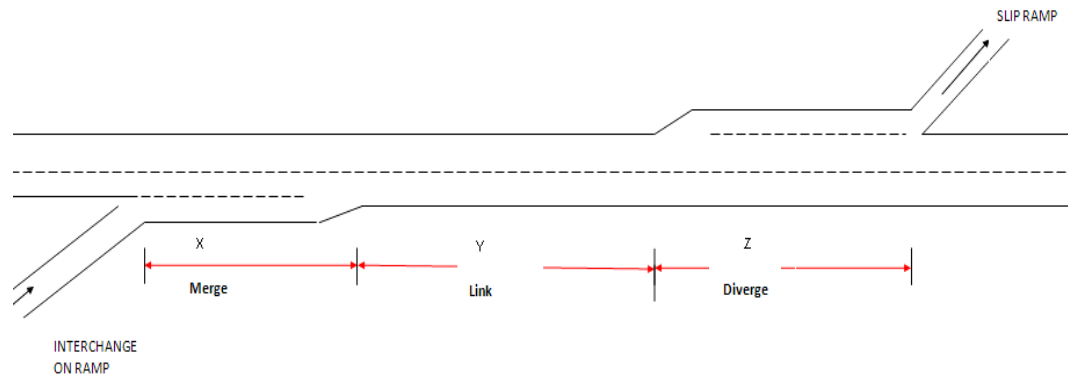 SLIP RAMP
X
Y
Z
Merge
Link
Diverge
INTERCHANGE
ON RAMP